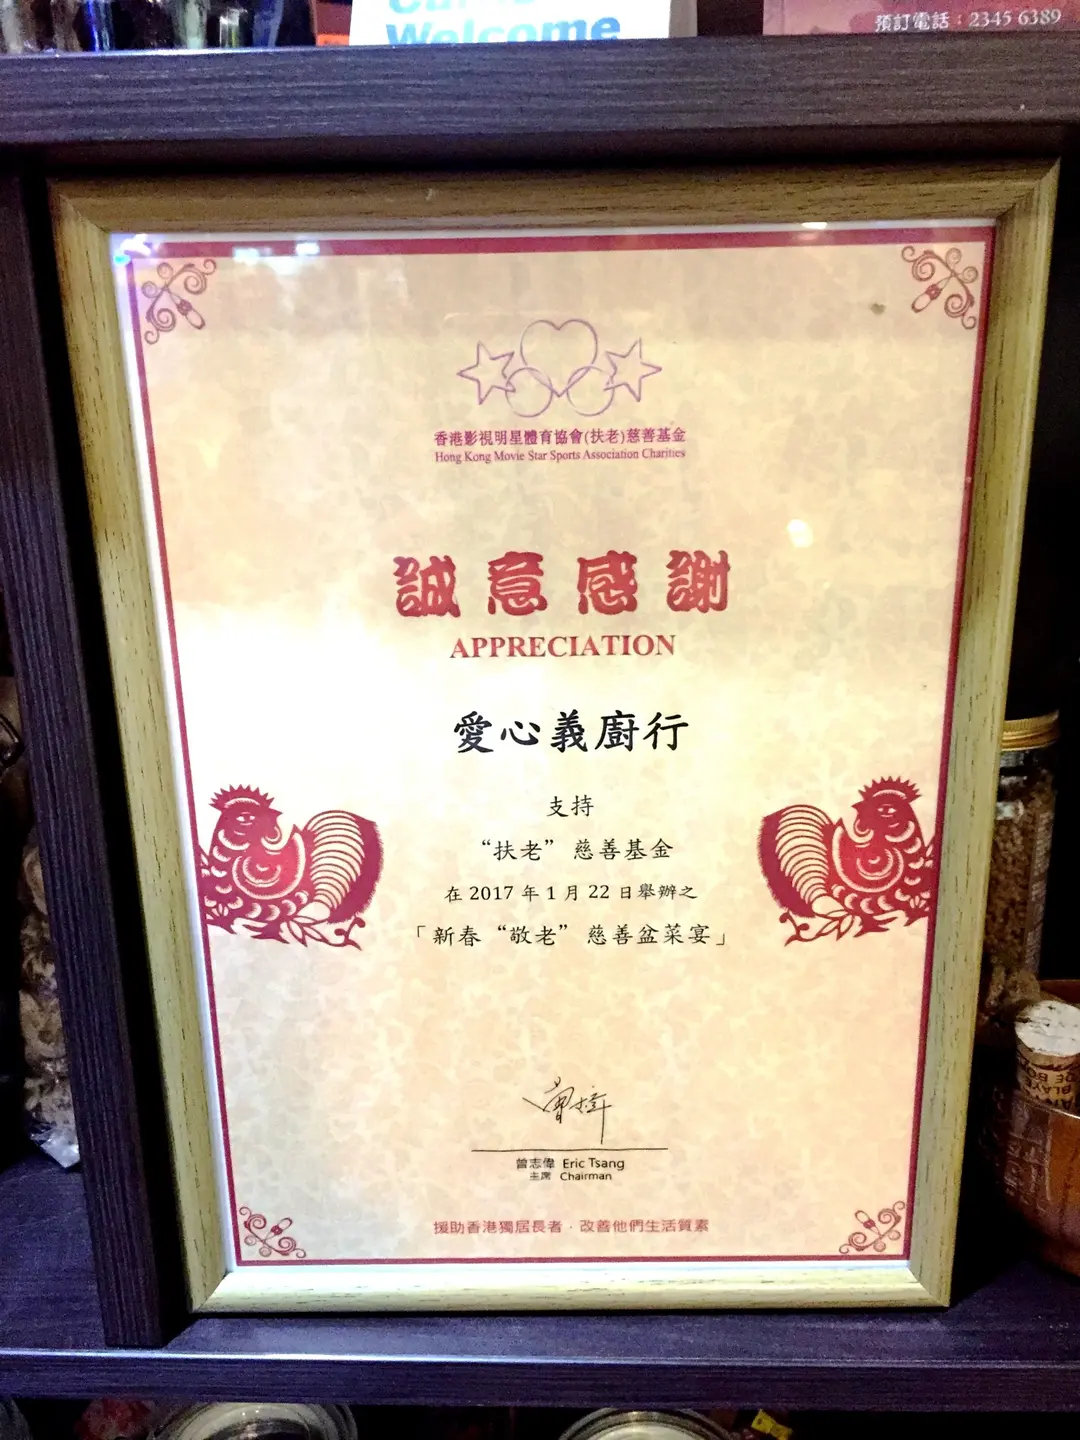 Welcome
預訂電話：2345 6389
香港影視明星體育協會(扶老)慈善基金
Hong Kong Movie Star Sports Association Charities
誠意感謝
APPRECIATION
愛心義廚行
支持
“扶老” 慈善基金
在 2017 年 1 月 22 日舉辦之
「新春 “敬老” 慈善盆菜宴」
曾志偉 Eric Tsang
主席 Chairman
援助香港獨居長者．改善他們生活質素